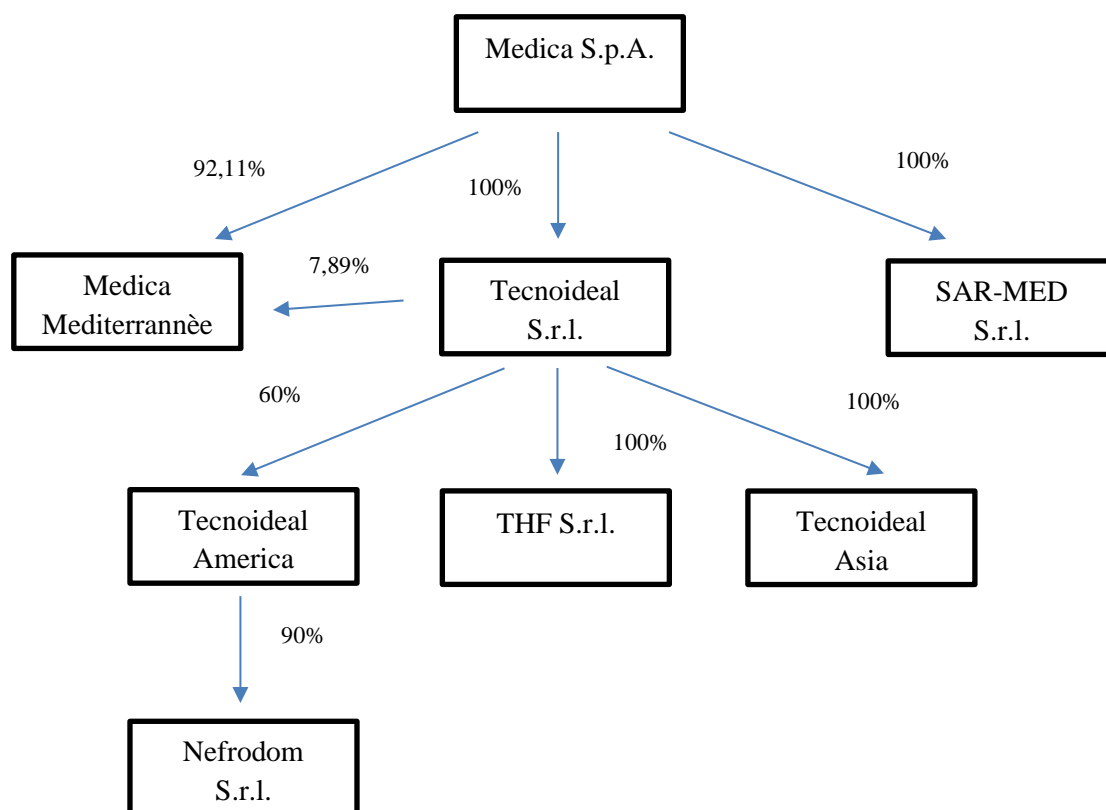 Medica S.p.A.
92,11%
100%
100%
Medica
Mediterrannèe
7,89%
Tecnoideal
S.r.l.
SAR-MED
S.r.l.
60%
100%
100%
Tecnoideal
America
THF S.r.l.
Tecnoideal
Asia
90%
Nefrodom
S.r.l.